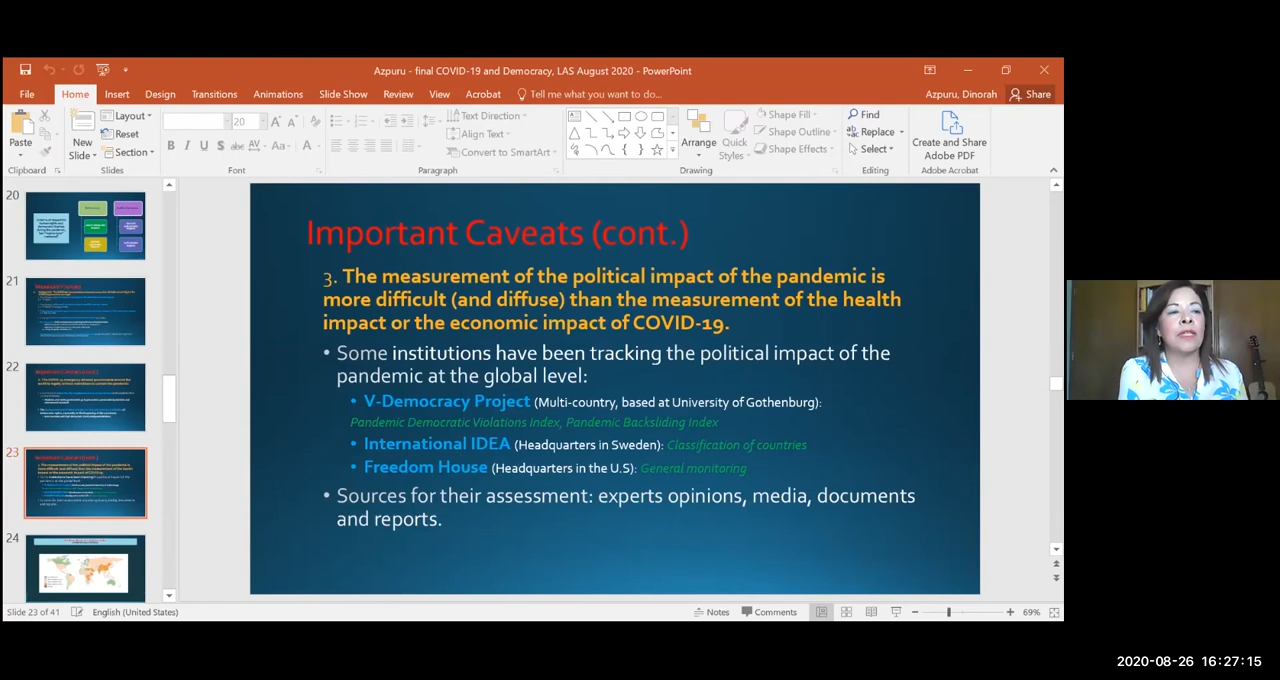 Azpuru - final COVID-19 and Democracy, LAS August 2020 - PowerPoint
File Home Insert Design Transitions Animations Slide Show Review View Acrobat Tell me what you want to do... Azpuru, Dinorah Share
Paste
New Slide
Layout
Reset
Section
20
B I U S abc AV Aa A
Text Direction
Align Text
Convert to SmartArt
Arrange
Quick Styles
Shape Fill
Shape Outline
Shape Effects
Find
Replace
Select
Create and Share
Adobe PDF
Clipboard Slides Font Paragraph Drawing Editing Adobe Acrobat
20
21
22
23
24
Important Caveats (cont.)
3. The measurement of the political impact of the pandemic is
more difficult (and diffuse) than the measurement of the health
impact or the economic impact of COVID-19.
• Some institutions have been tracking the political impact of the
pandemic at the global level:
• V-Democracy Project (Multi-country, based at University of Gothenburg):
Pandemic Democratic Violations Index, Pandemic Backsliding Index
• International IDEA (Headquarters in Sweden): Classification of countries
• Freedom House (Headquarters in the U.S): General monitoring
• Sources for their assessment: experts opinions, media, documents
and reports.
Slide 23 of 41 English (United States) Notes Comments 69%
2020-08-26 16:27:15